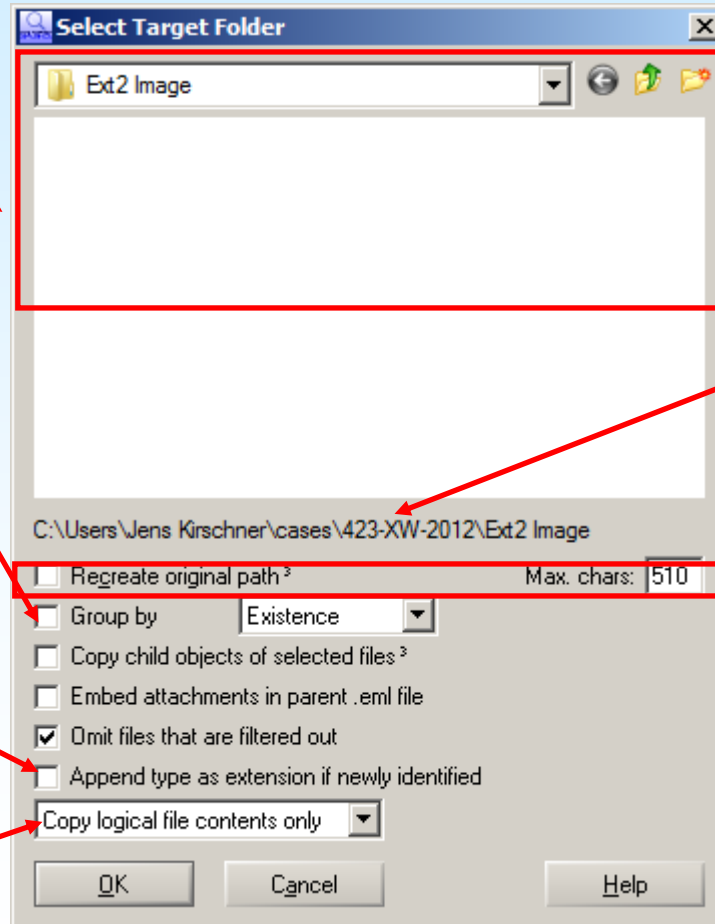 Select Target Folder
Ext2 Image
C:\Users\Jens Kirschner\cases\423-XW-2012\Ext2 Image
Recreate original path ³ Max. chars: 510
Group by Existence
Copy child objects of selected files ³
Embed attachments in parent .eml file
Omit files that are filtered out
Append type as extension if newly identified
Copy logical file contents only
OK Cancel Help